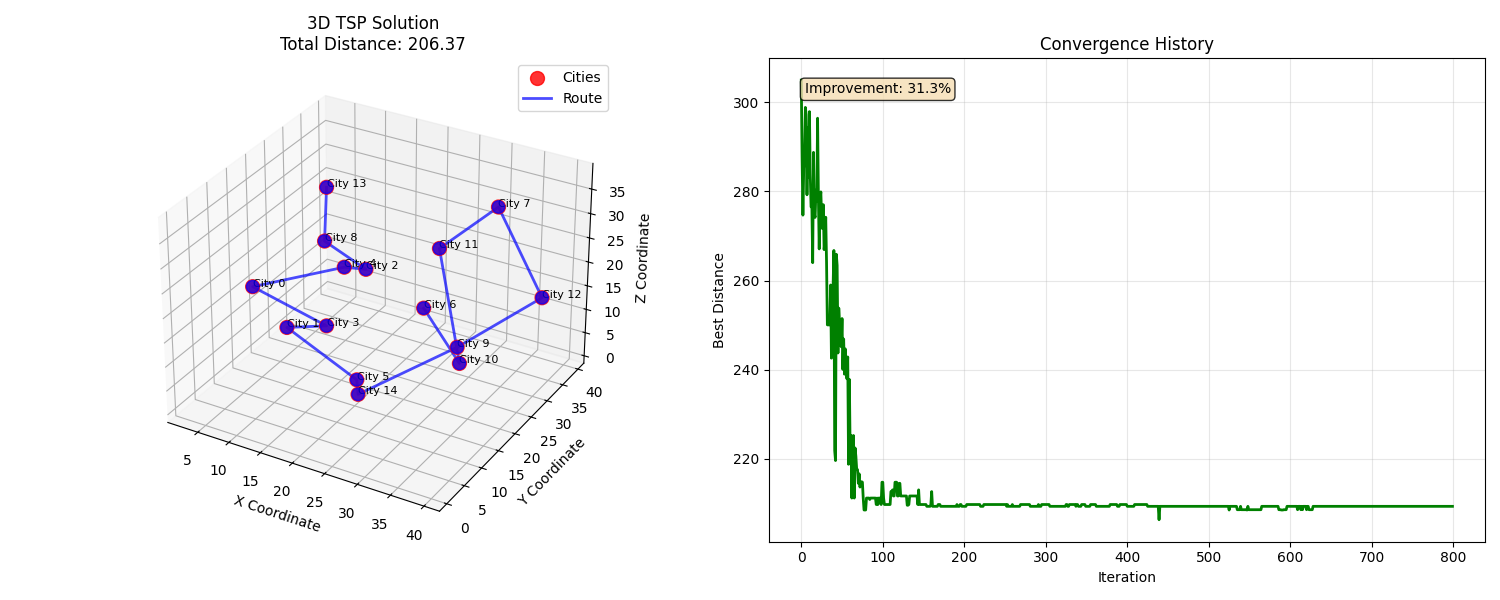 3D TSP Solution
Total Distance: 206.37
Cities
Route
City 13
City 7
City 8
City 11
City 4
City 2
City 0
City 12
City 6
City 1
City 3
City 9
City 10
City 5
City 14
35
30
25
20
15
10
5
0
Z Coordinate
5
10
15
20
25
30
35
40
X Coordinate
0
5
10
15
20
25
30
35
40
Y Coordinate
Convergence History
Improvement: 31.3%
300
280
260
240
220
Best Distance
0
100
200
300
400
500
600
700
800
Iteration